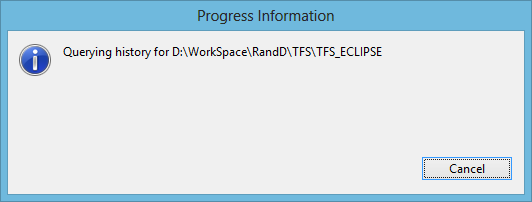 Progress Information
Querying history for D:\WorkSpace\RandD\TFS\TFS_ECLIPSE
Cancel